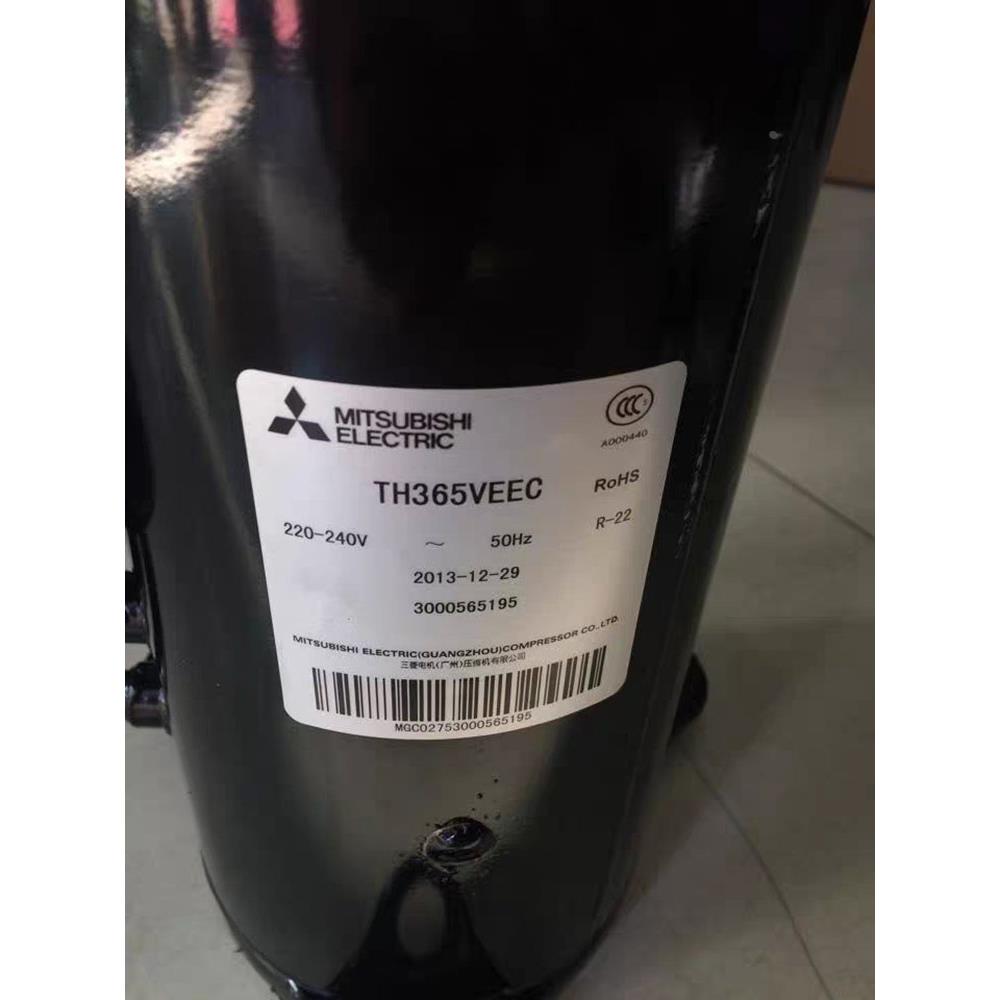 MITSUBISHI
ELECTRIC
CCC S
A000440
TH365VEEC
RoHS
220-240V ~ 50Hz
R-22
2013-12-29
3000565195
MITSUBISHI ELECTRIC(GUANGZHOU)COMPRESSOR CO.,LTD.
三菱电机(广州)压缩机有限公司
MGC02753000565195